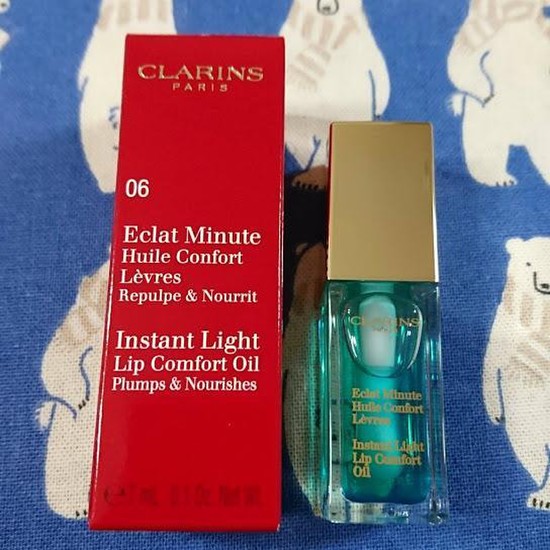 CLARINS
PARIS
06
Eclat Minute
Huile Confort
Lèvres
Repulpe & Nourrit
Instant Light
Lip Comfort Oil
Plumps & Nourishes
CLARINS
Eclat Minute
Huile Confort
Lèvres
Instant Light
Lip Comfort
Oil